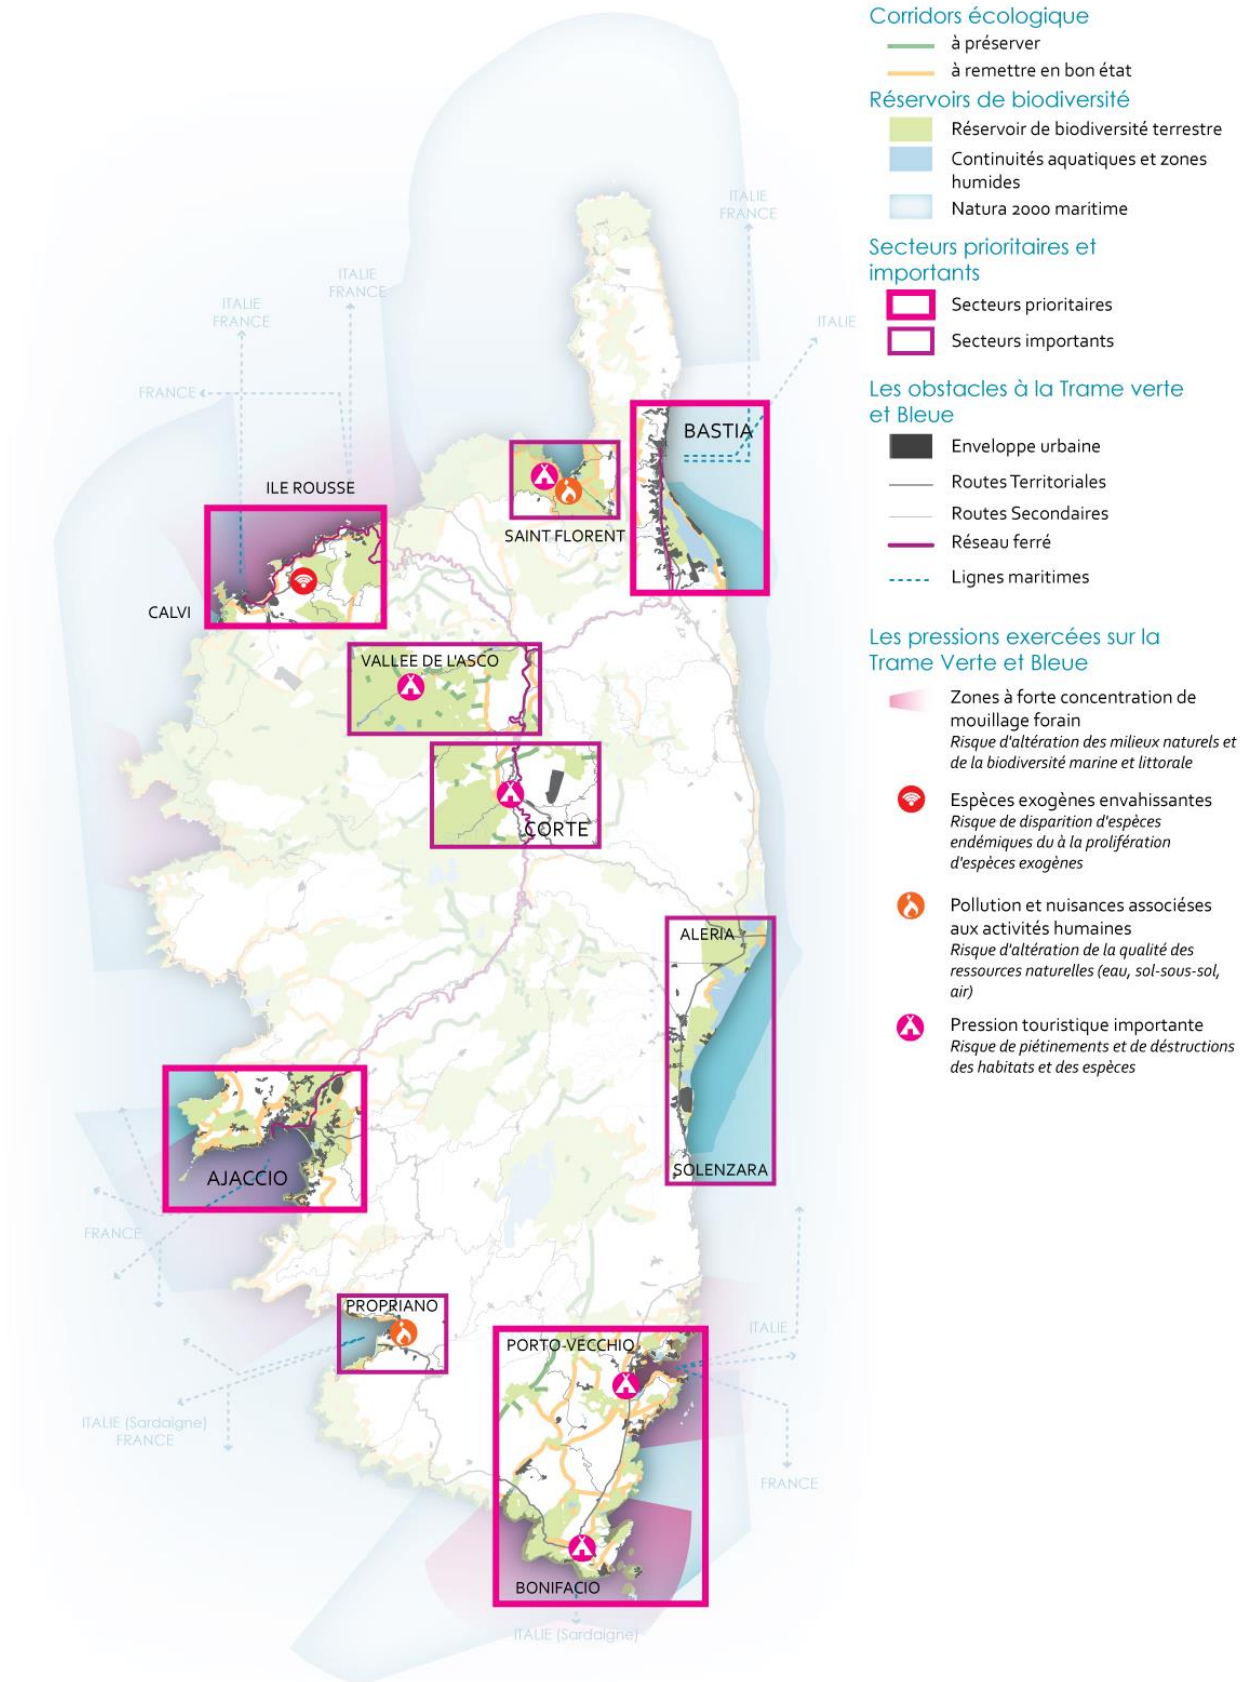 Corridors écologique
à préserver
à remettre en bon état
Réservoirs de biodiversité
Réservoir de biodiversité terrestre
Continuités aquatiques et zones
humides
Natura 2000 maritime
Secteurs prioritaires et
importants
Secteurs prioritaires
Secteurs importants
Les obstacles à la Trame verte
et Bleue
Enveloppe urbaine
Routes Territoriales
Routes Secondaires
Réseau ferré
Lignes maritimes
Les pressions exercées sur la
Trame Verte et Bleue
Zones à forte concentration de
mouillage forain
Risque d'altération des milieux naturels et
de la biodiversité marine et littorale
Espèces exogènes envahissantes
Risque de disparition d'espèces
endémiques du à la prolifération
d'espèces exogènes
Pollution et nuisances associéses
aux activités humaines
Risque d'altération de la qualité des
ressources naturelles (eau, sol-sous-sol,
air)
Pression touristique importante
Risque de piétinements et de déstructions
des habitats et des espèces
ITALIE
FRANCE
ITALIE
FRANCE
ITALIE
FRANCE
ITALIE
FRANCE
BASTIA
ILE ROUSSE
SAINT FLORENT
CALVI
VALLEE DE L'ASCO
CORTE
ALERIA
SOLENZARA
AJACCIO
FRANCE
PROPRIANO
PORTO-VECCHIO
ITALIE
ITALIE (Sardaigne)
FRANCE
FRANCE
BONIFACIO
ITALIE (Sardaigne)